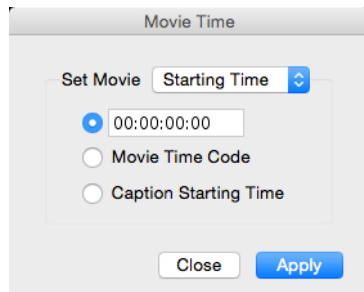 Movie Time
Set Movie Starting Time
00:00:00:00
Movie Time Code
Caption Starting Time
Close Apply